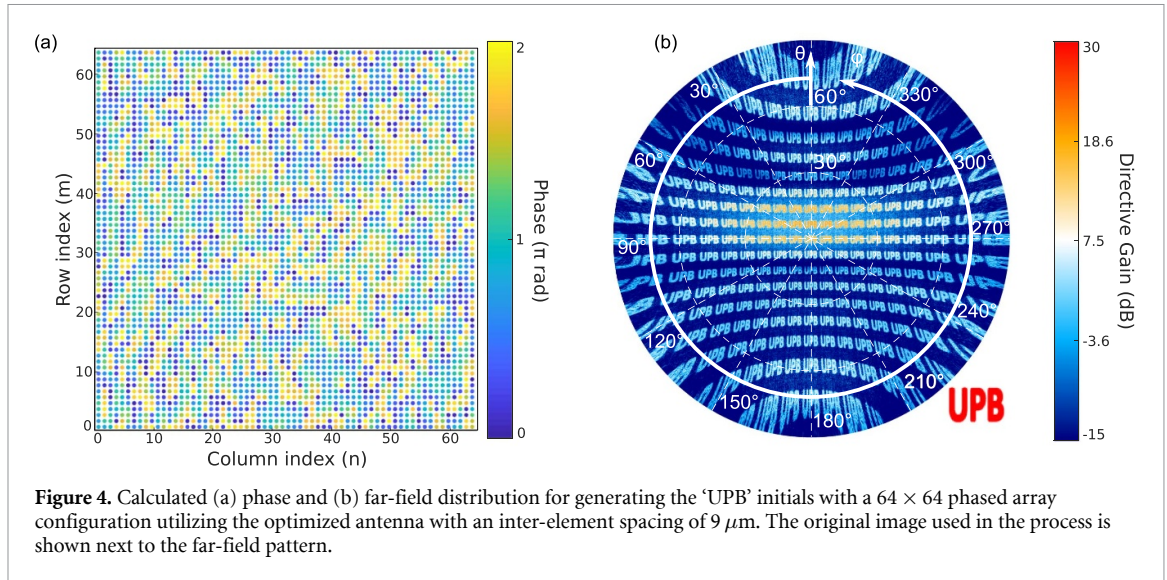 (a)
Row index (m)
60
50
40
30
20
10
0
0 10 20 30 40 50 60
Column index (n)
2
1
0
Phase (π rad)
(b)
θ
φ
30°
60°
330°
60°
30
300°
90°
270°
120°
240°
150°
210°
180°
UPB
30
18.6
7.5
-3.6
-15
Directive Gain (dB)
Figure 4. Calculated (a) phase and (b) far-field distribution for generating the ‘UPB’ initials with a 64 × 64 phased array
configuration utilizing the optimized antenna with an inter-element spacing of 9 μm. The original image used in the process is
shown next to the far-field pattern.